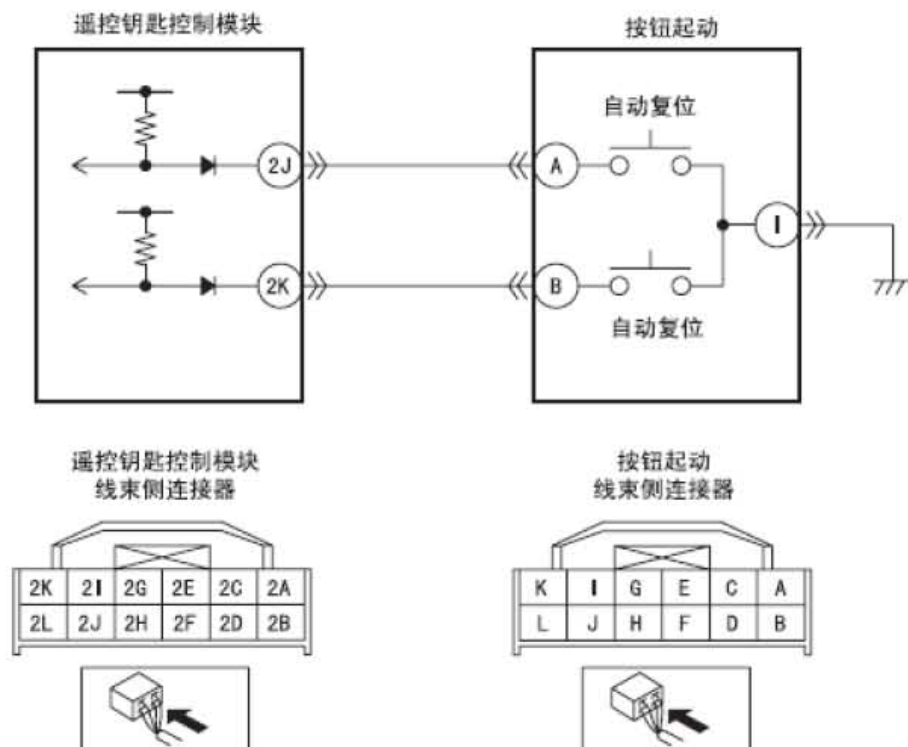 遥控钥匙控制模块
按钮起动
自动复位
2J
A
I
2K
B
自动复位
遥控钥匙控制模块
线束侧连接器
按钮起动
线束侧连接器
2K 2I 2G 2E 2C 2A
2L 2J 2H 2F 2D 2B
K I G E C A
L J H F D B